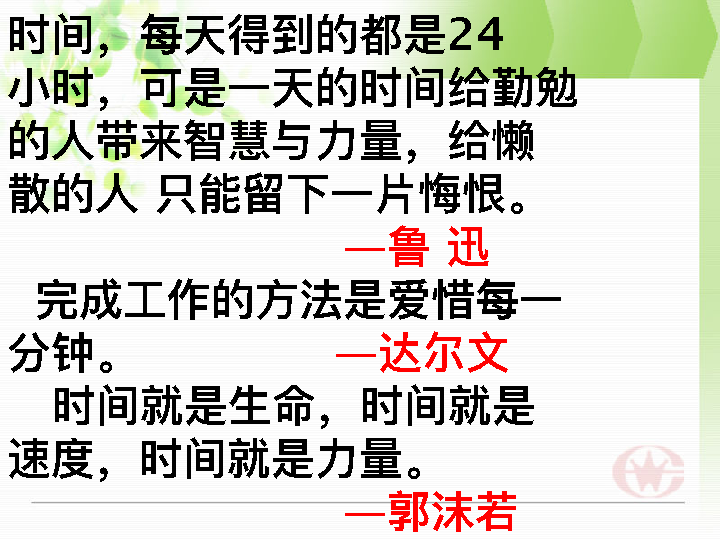 时间，每天得到的都是24
小时，可是一天的时间给勤勉
的人带来智慧与力量，给懒
散的人 只能留下一片悔恨。
—鲁 迅
完成工作的方法是爱惜每一
分钟。 —达尔文
时间就是生命，时间就是
速度，时间就是力量。
—郭沫若